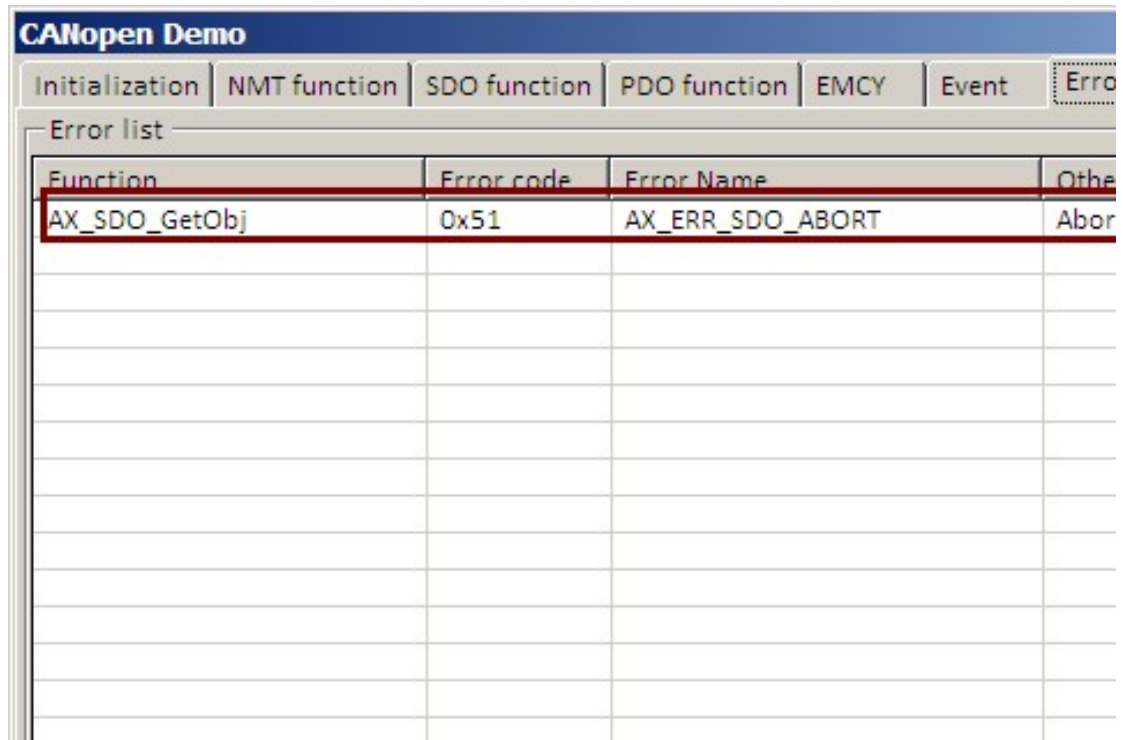 CANopen Demo
Initialization NMT function SDO function PDO function EMCY Event Erro
Error list
Function Error code Error Name Othe
AX_SDO_GetObj 0x51 AX_ERR_SDO_ABORT Abor